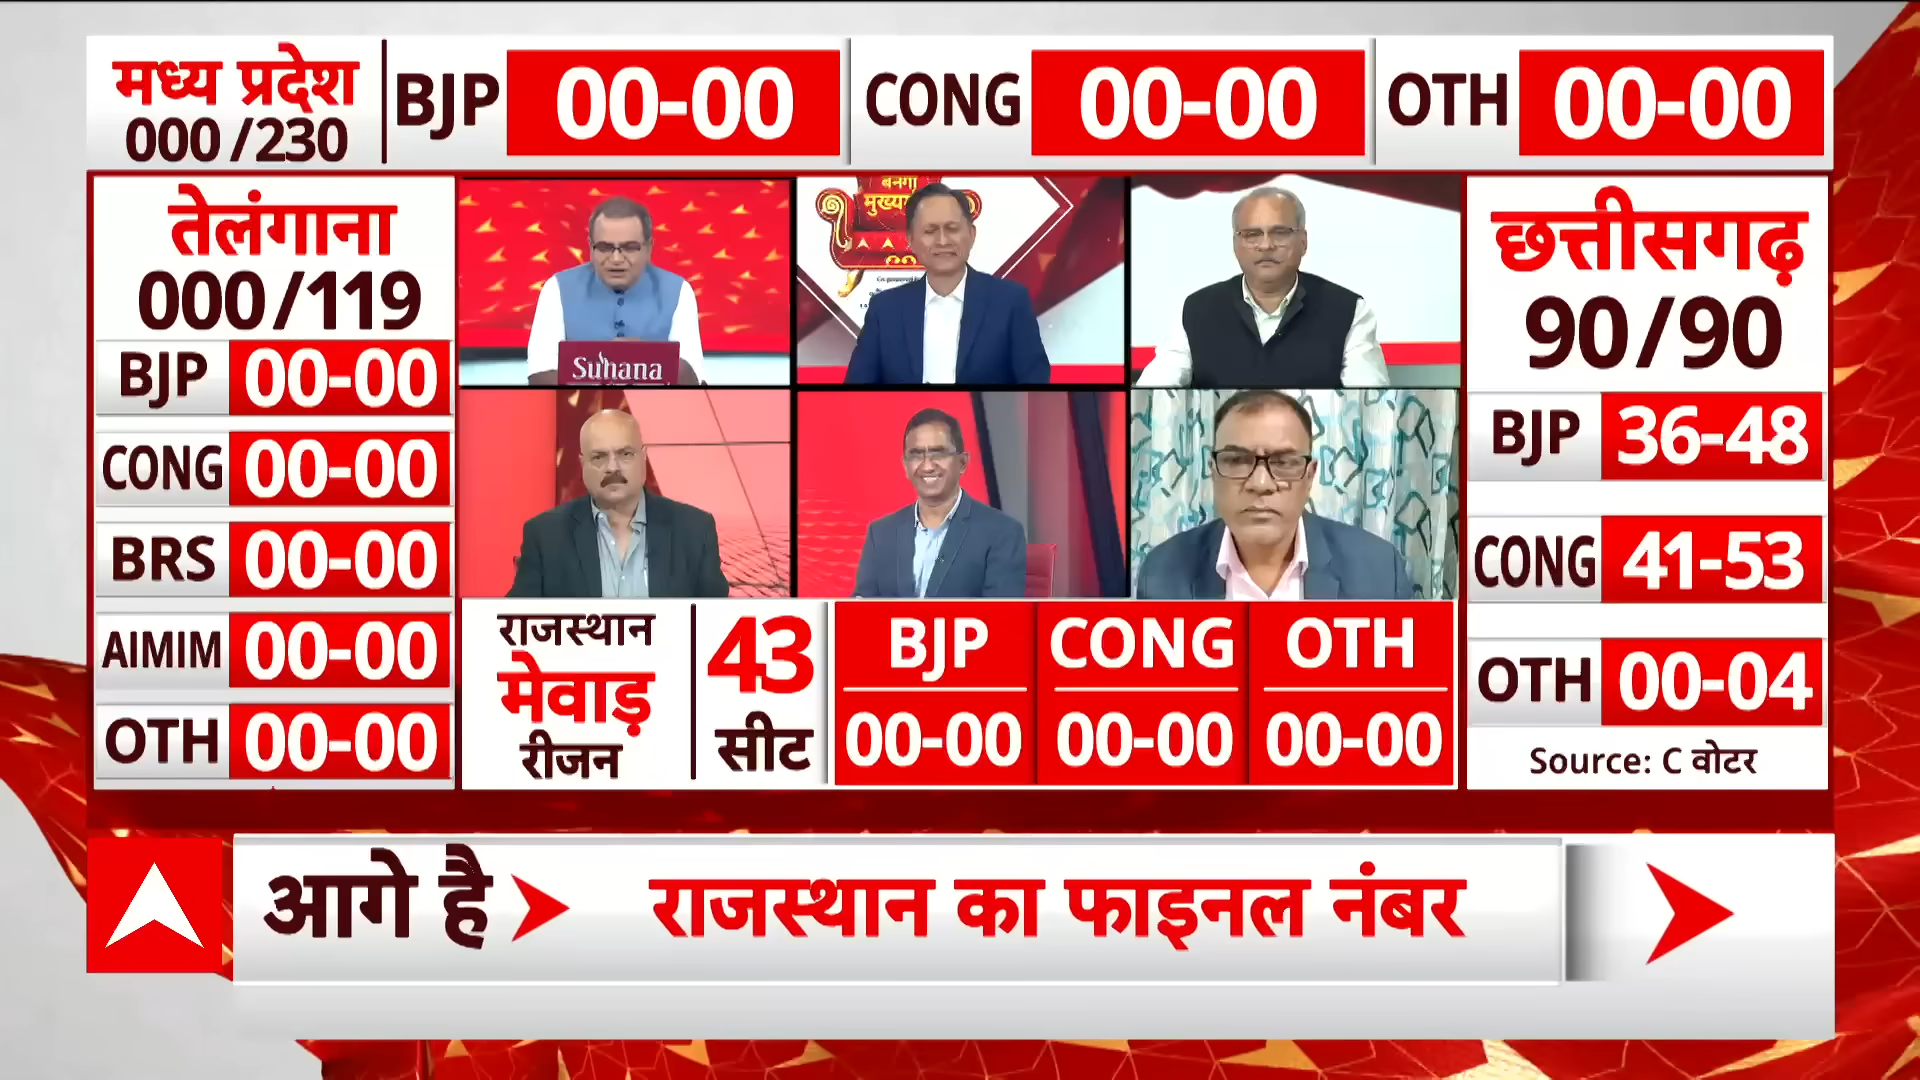 मध्य प्रदेश
000/230
BJP 00-00
CONG 00-00
OTH 00-00
तेलंगाना
000/119
BJP 00-00
CONG 00-00
BRS 00-00
AIMIM 00-00
OTH 00-00
Suhana
राजस्थान
मेवाड़
रीजन
43
सीट
BJP
00-00
CONG
00-00
OTH
00-00
छत्तीसगढ़
90/90
BJP 36-48
CONG 41-53
OTH 00-04
Source: C वोटर
आगे है
राजस्थान का फाइनल नंबर